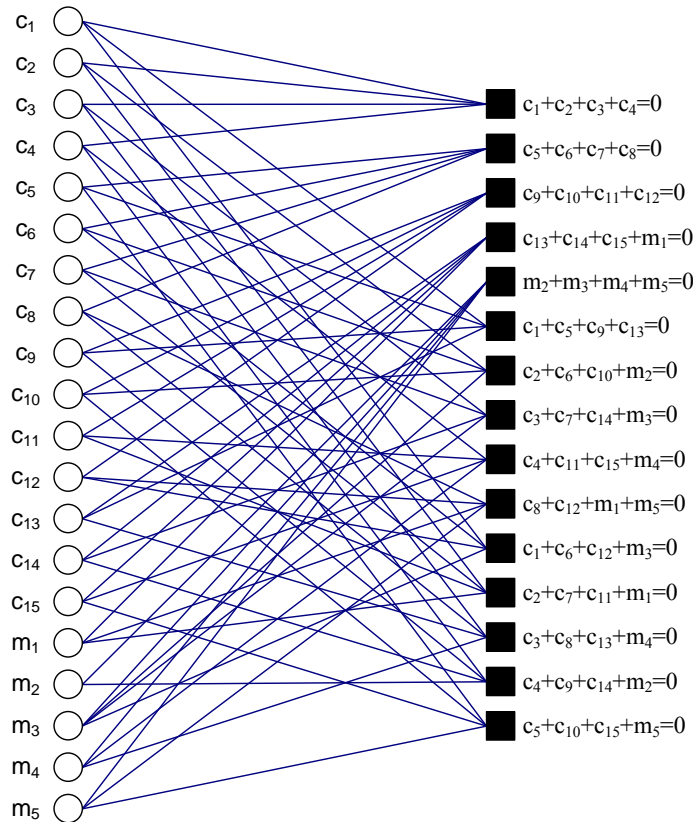 c₁
c₂
c₃
c₄
c₅
c₆
c₇
c₈
c₉
c₁₀
c₁₁
c₁₂
c₁₃
c₁₄
c₁₅
m₁
m₂
m₃
m₄
m₅
c₁+c₂+c₃+c₄=0
c₅+c₆+c₇+c₈=0
c₉+c₁₀+c₁₁+c₁₂=0
c₁₃+c₁₄+c₁₅+m₁=0
m₂+m₃+m₄+m₅=0
c₁+c₅+c₉+c₁₃=0
c₂+c₆+c₁₀+m₂=0
c₃+c₇+c₁₄+m₃=0
c₄+c₁₁+c₁₅+m₄=0
c₈+c₁₂+m₁+m₅=0
c₁+c₆+c₁₂+m₃=0
c₂+c₇+c₁₁+m₁=0
c₃+c₈+c₁₃+m₄=0
c₄+c₉+c₁₄+m₂=0
c₅+c₁₀+c₁₅+m₅=0